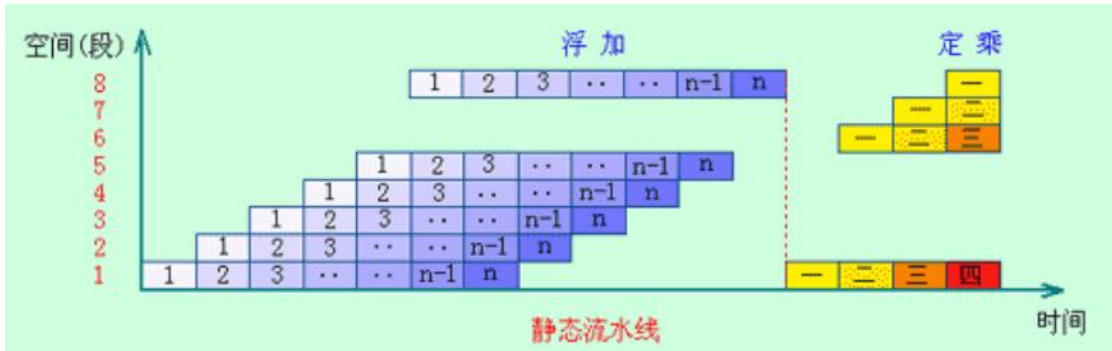 空间(段) 浮加 定乘
8 1 2 3 ·· ·· n-1 n 一
7 一 二
6 一 二 三
5 1 2 3 ·· ·· n-1 n
4 1 2 3 ·· ·· n-1 n
3 1 2 3 ·· ·· n-1 n
2 1 2 3 ·· ·· n-1 n
1 1 2 3 ·· ·· n-1 n 一 二 三 四
时间
静态流水线